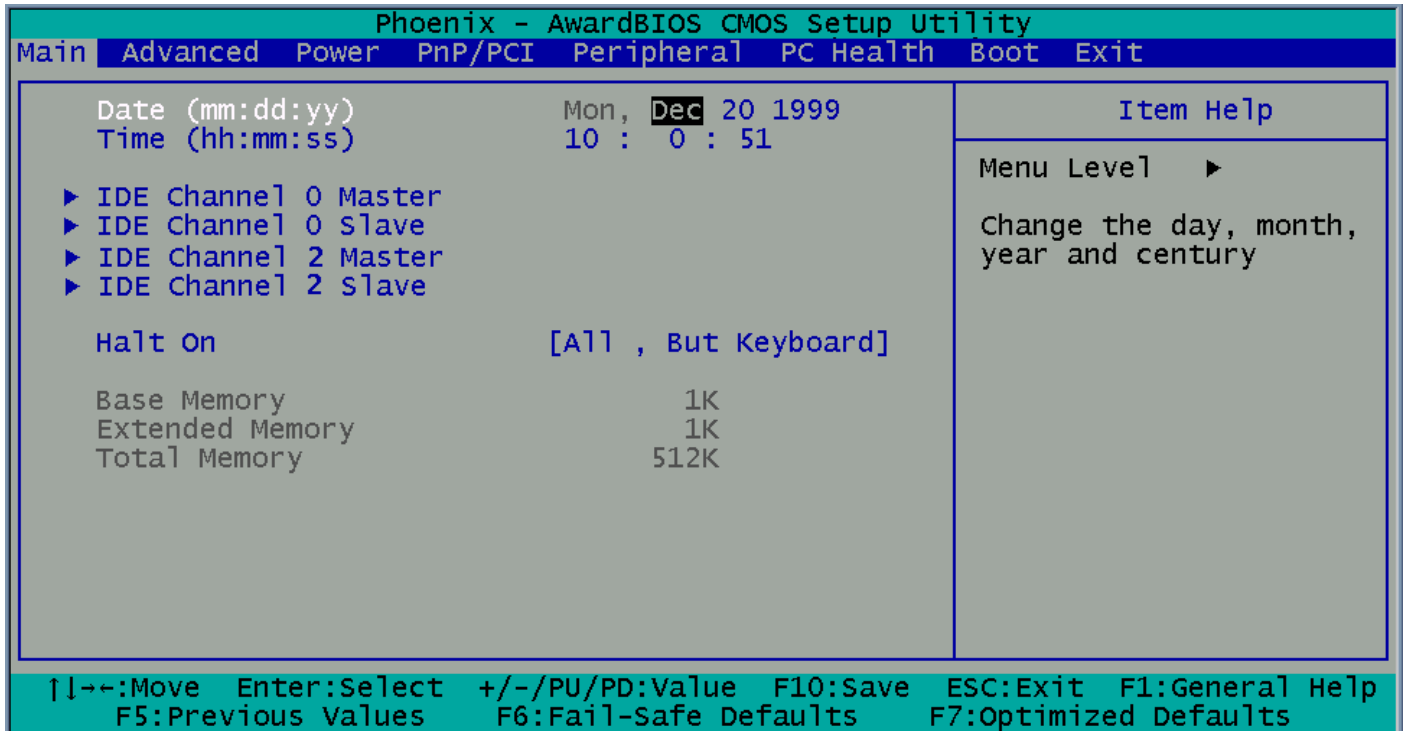 Phoenix - AwardBIOS CMOS Setup Utility
Main Advanced Power PnP/PCI Peripheral PC Health Boot Exit
Date (mm:dd:yy) Mon, Dec 20 1999
Time (hh:mm:ss) 10 : 0 : 51
▶ IDE Channel 0 Master
▶ IDE Channel 0 Slave
▶ IDE Channel 2 Master
▶ IDE Channel 2 Slave
Halt On [All , But Keyboard]
Base Memory 1K
Extended Memory 1K
Total Memory 512K
Item Help
Menu Level ▶
Change the day, month,
year and century
↑↓→←:Move Enter:Select +/-/PU/PD:Value F10:Save ESC:Exit F1:General Help
F5:Previous Values F6:Fail-Safe Defaults F7:Optimized Defaults